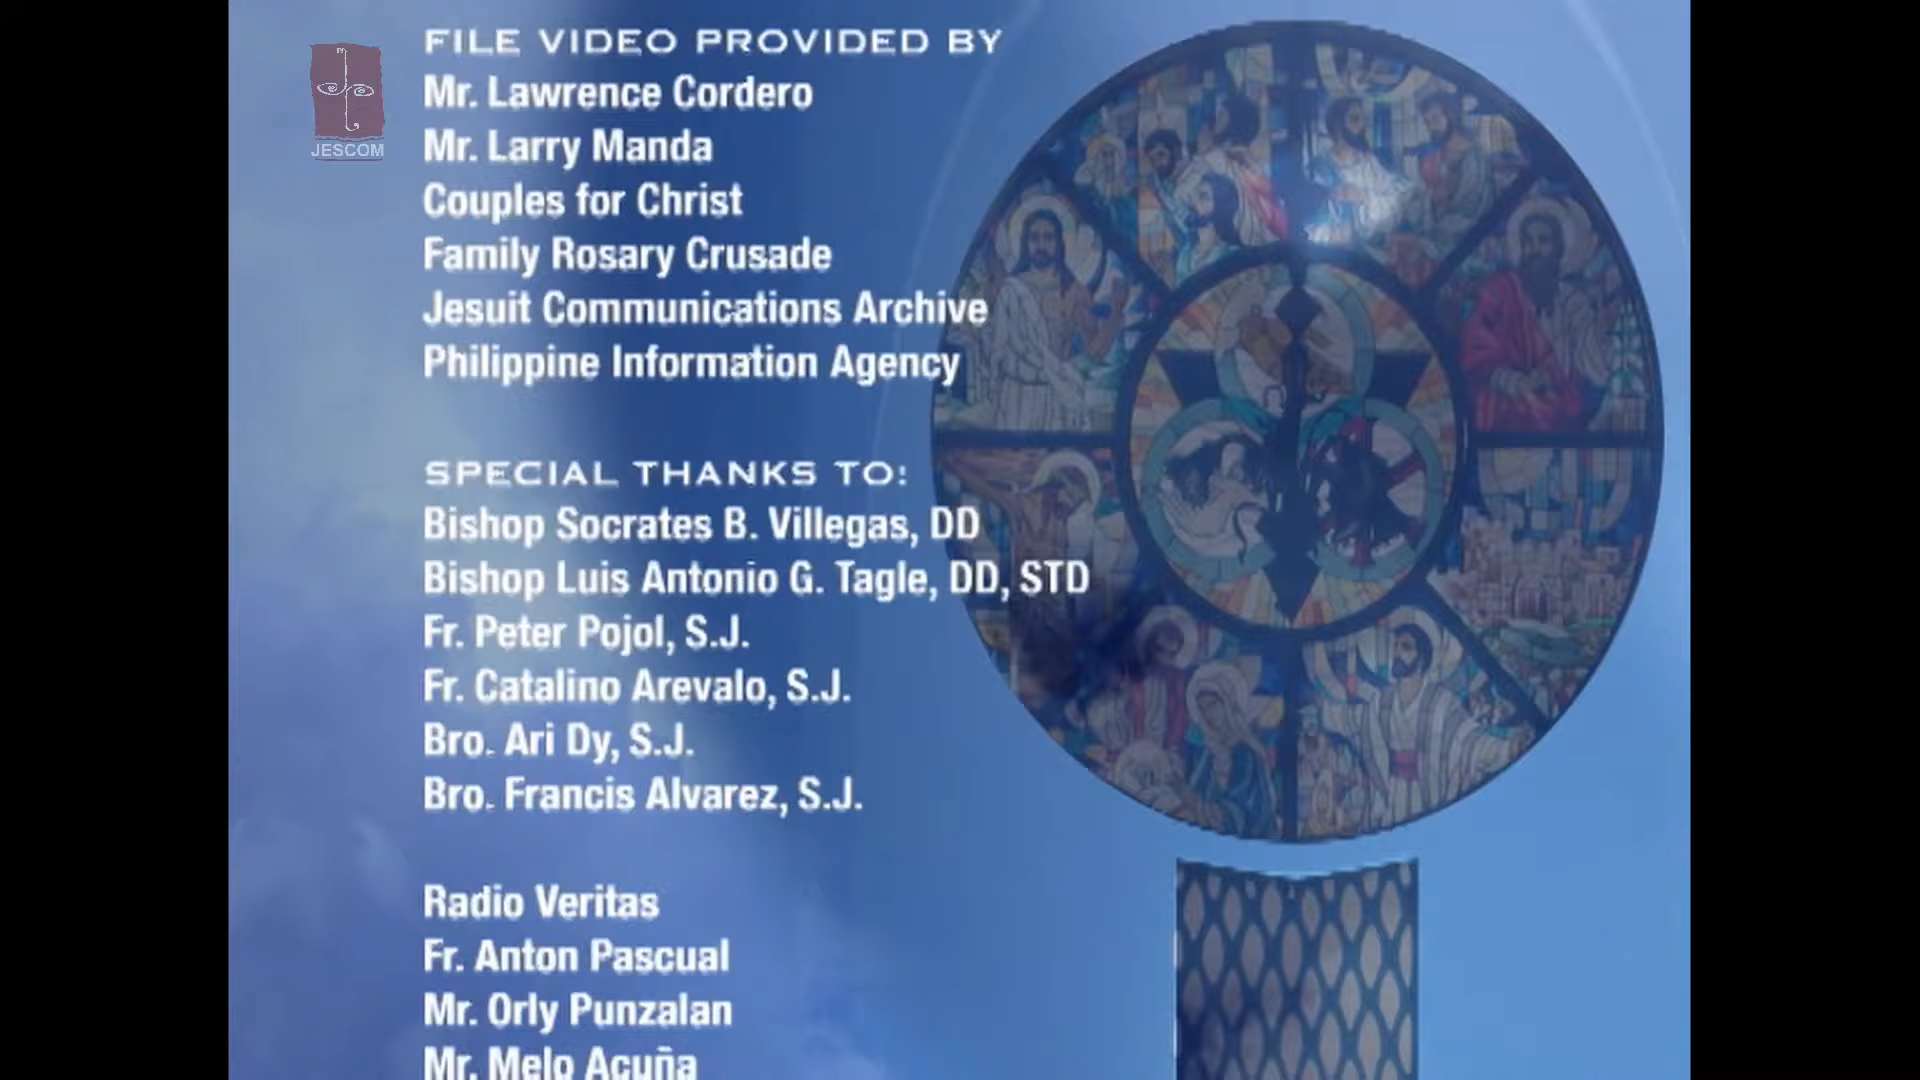 JESCOM
FILE VIDEO PROVIDED BY
Mr. Lawrence Cordero
Mr. Larry Manda
Couples for Christ
Family Rosary Crusade
Jesuit Communications Archive
Philippine Information Agency
SPECIAL THANKS TO:
Bishop Socrates B. Villegas, DD
Bishop Luis Antonio G. Tagle, DD, STD
Fr. Peter Pojol, S.J.
Fr. Catalino Arevalo, S.J.
Bro. Ari Dy, S.J.
Bro. Francis Alvarez, S.J.
Radio Veritas
Fr. Anton Pascual
Mr. Orly Punzalan
Mr. Melo Acuña